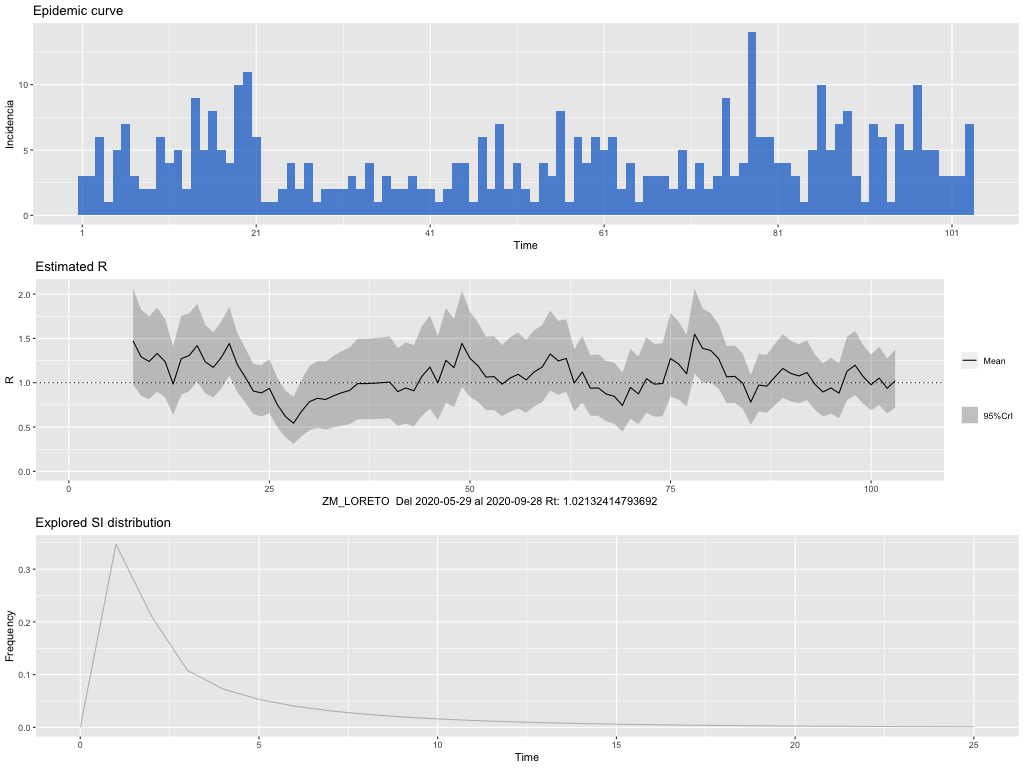 Epidemic curve
Incidencia
10
5
0
1 21 41 61 81 101
Time
Estimated R
R
2.0
1.5
1.0
0.5
0.0
0 25 50 75 100
ZM_LORETO Del 2020-05-29 al 2020-09-28 Rt: 1.02132414793692
Mean
95%CrI
Explored SI distribution
Frequency
0.3
0.2
0.1
0.0
0 5 10 15 20 25
Time